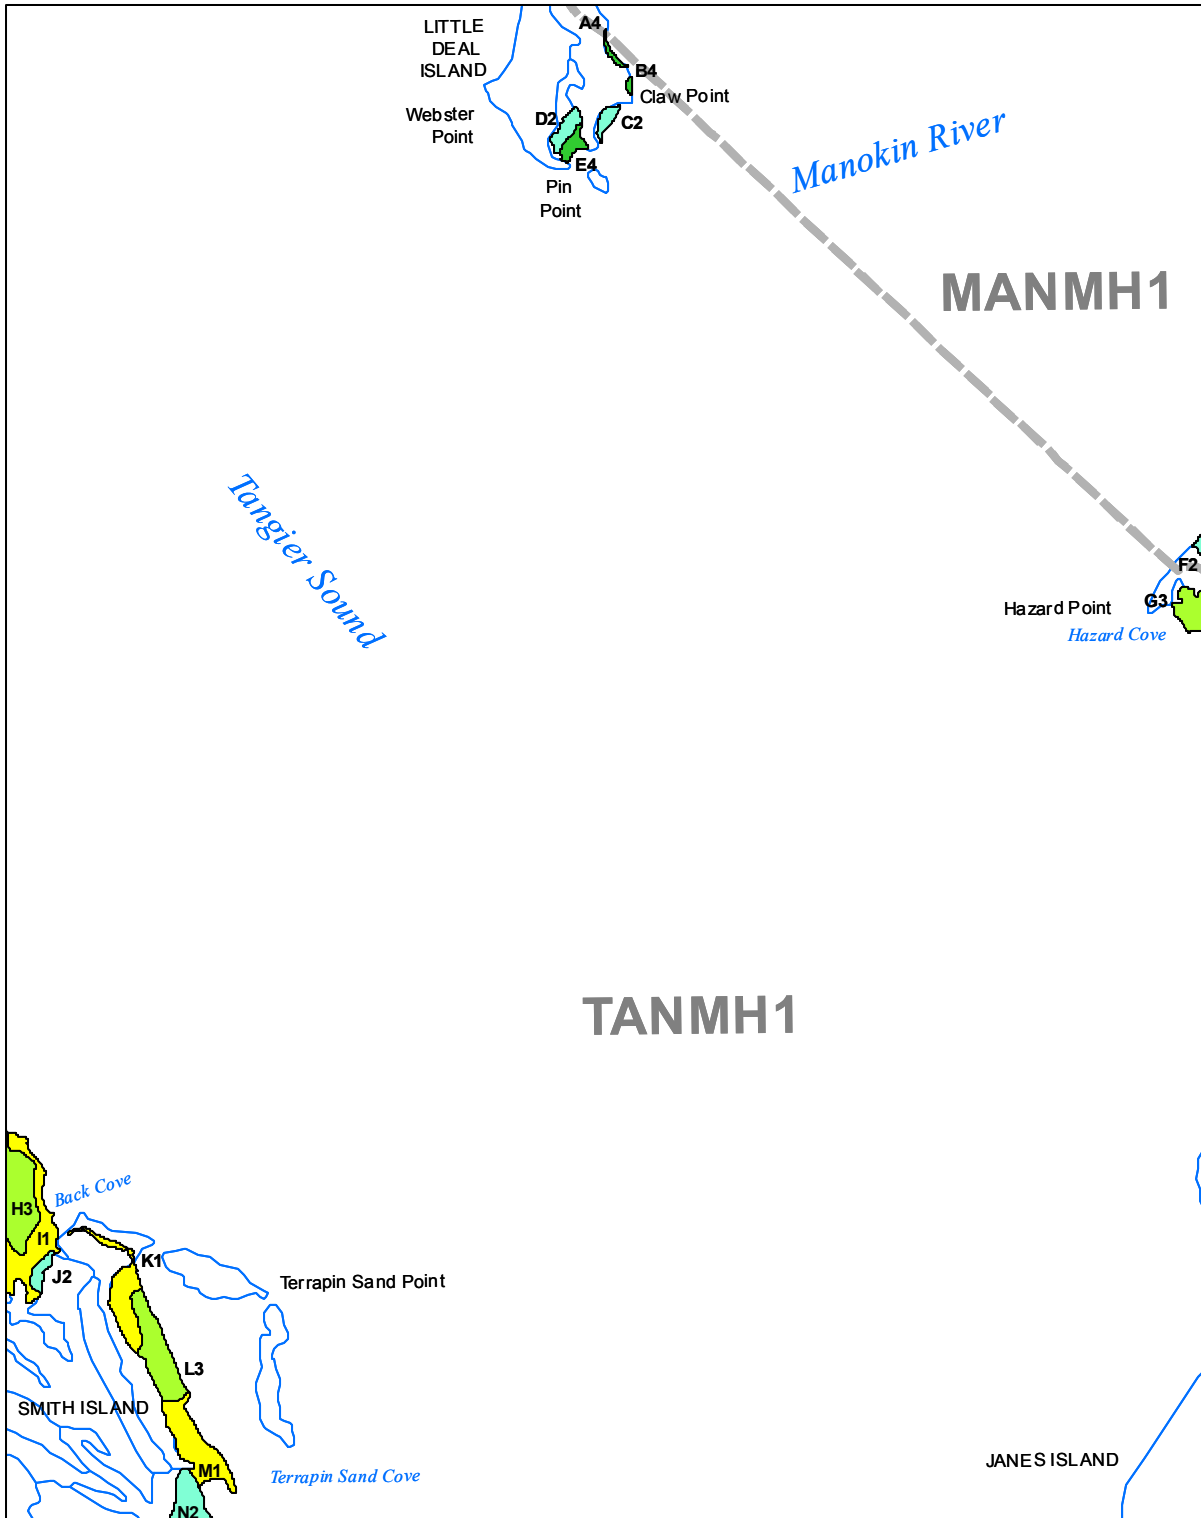 A4
LITTLE
DEAL
ISLAND
B4
Claw Point
Webster
Point
D2
C2
E4
Pin
Point
Manokin River
MANMH1
Tangier Sound
F2
G3
Hazard Point
Hazard Cove
TANMH1
Back Cove
H3
I1
K1
J2
Terrapin Sand Point
L3
SMITH ISLAND
JANES ISLAND
M1
Terrapin Sand Cove
N2